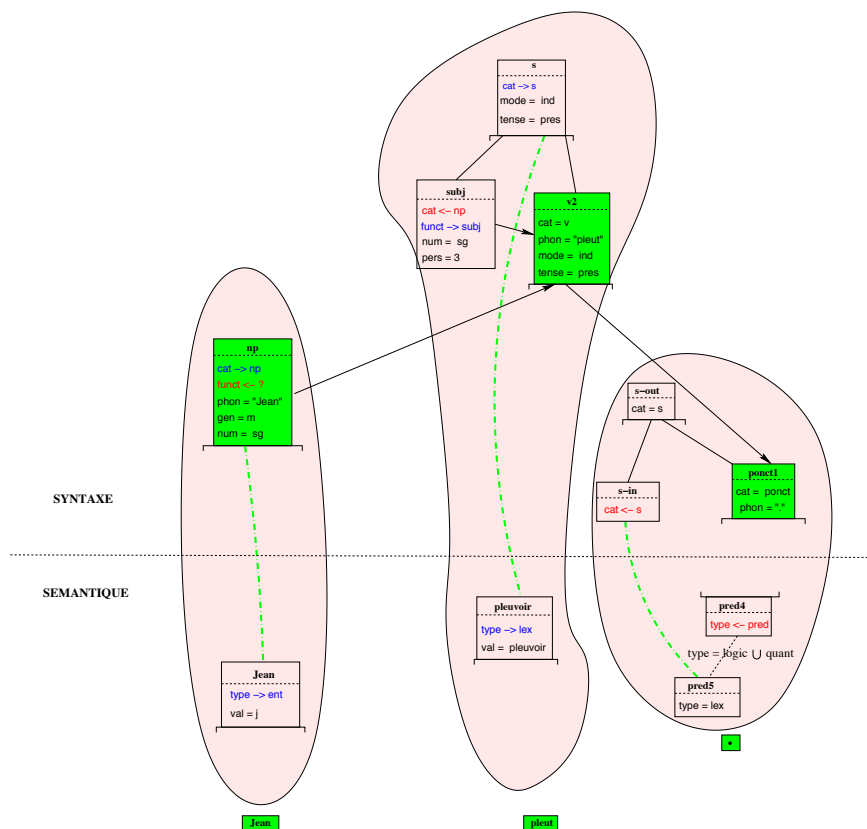 s
cat -> s
mode = ind
tense = pres
subj
cat <- np
funct -> subj
num = sg
pers = 3
v2
cat = v
phon = "pleut"
mode = ind
tense = pres
np
cat -> np
funct <- ?
phon = "Jean"
gen = m
num = sg
s-out
cat = s
s-in
cat <- s
ponct1
cat = ponct
phon = "."
SYNTAXE
SEMANTIQUE
pleuvoir
type -> lex
val = pleuvoir
pred4
type <- pred
type = logic ∪ quant
pred5
type = lex
Jean
type -> ent
val = j
•
Jean
pleut